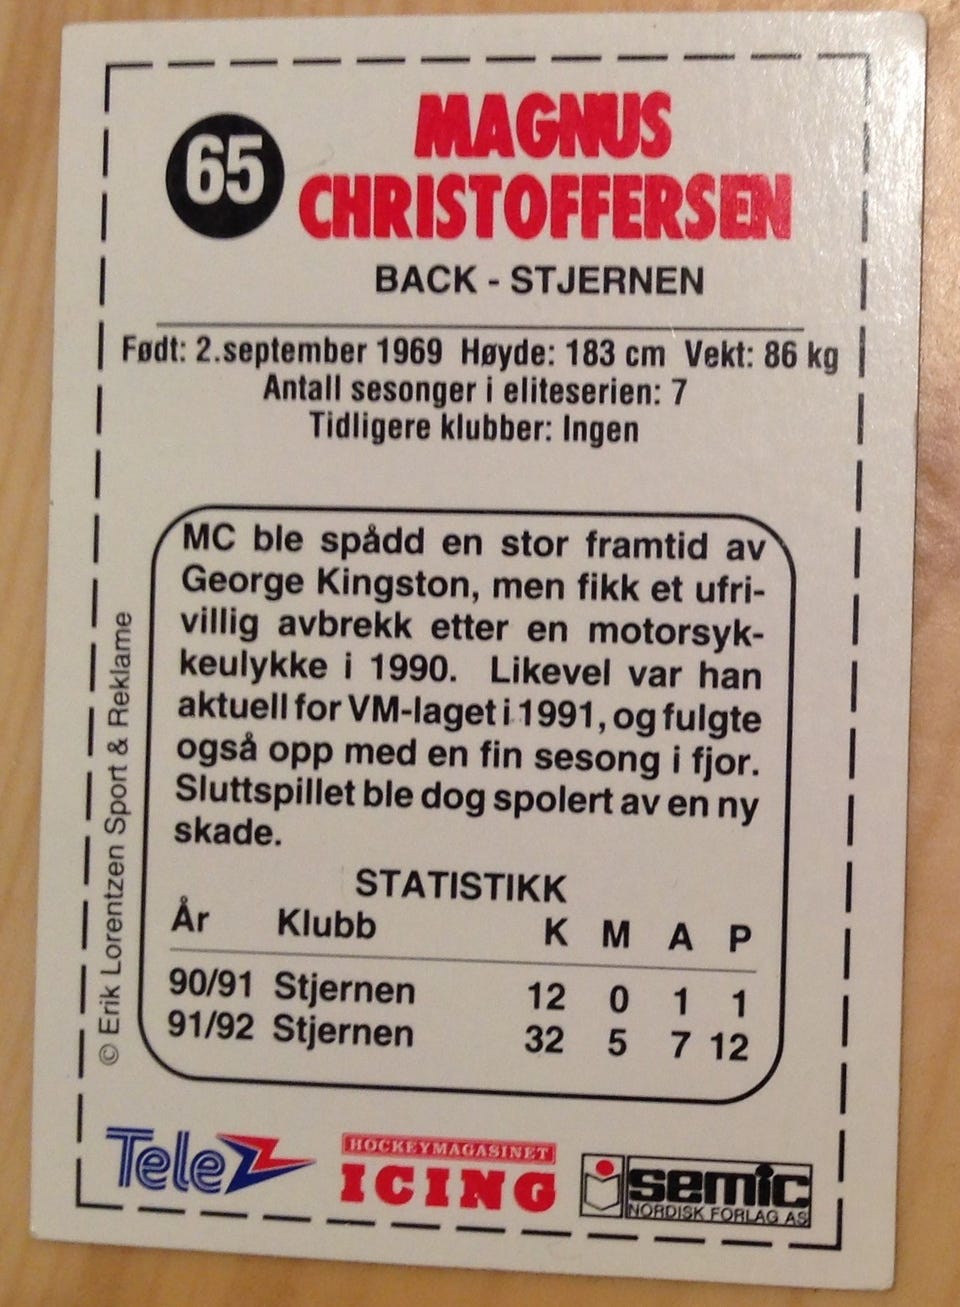 65
MAGNUS
CHRISTOFFERSEN
BACK - STJERNEN
Født: 2.september 1969 Høyde: 183 cm Vekt: 86 kg
Antall sesonger i eliteserien: 7
Tidligere klubber: Ingen
MC ble spådd en stor framtid av
George Kingston, men fikk et ufri-
villig avbrekk etter en motorsyk-
keulykke i 1990. Likevel var han
aktuell for VM-laget i 1991, og fulgte
også opp med en fin sesong i fjor.
Sluttspillet ble dog spolert av en ny
skade.
STATISTIKK
År Klubb K M A P
90/91 Stjernen 12 0 1 1
91/92 Stjernen 32 5 7 12
© Erik Lorentzen Sport & Reklame
Tele
HOCKEYMAGASINET
ICING
semic
NORDISK FORLAG AS